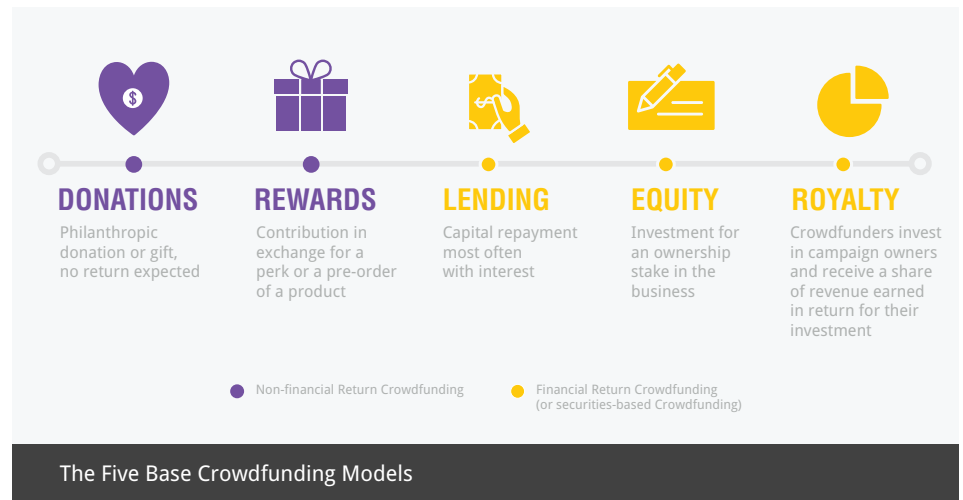 $
DONATIONS
Philanthropic
donation or gift,
no return expected
REWARDS
Contribution in
exchange for a
perk or a pre-order
of a product
LENDING
Capital repayment
most often
with interest
EQUITY
Investment for
an ownership
stake in the
business
ROYALTY
Crowdfunders invest
in campaign owners
and receive a share
of revenue earned
in return for their
investment
Non-financial Return Crowdfunding
Financial Return Crowdfunding
(or securities-based Crowdfunding)
The Five Base Crowdfunding Models